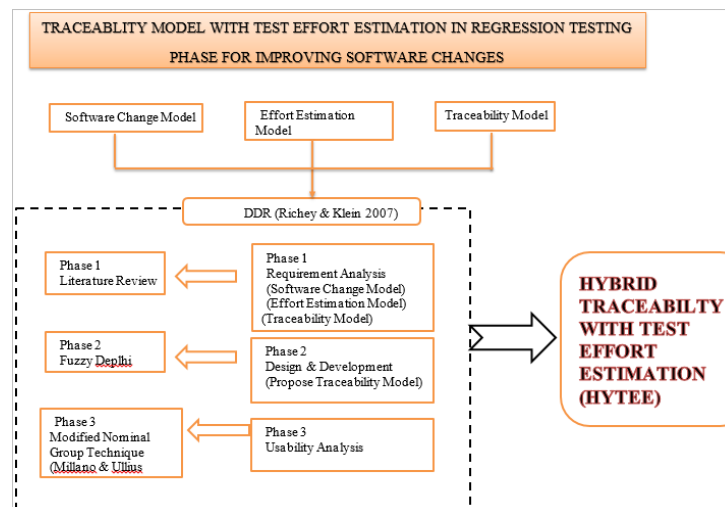 TRACEABLITY MODEL WITH TEST EFFORT ESTIMATION IN REGRESSION TESTING
PHASE FOR IMPROVING SOFTWARE CHANGES
Software Change Model
Effort Estimation
Model
Traceability Model
DDR (Richey & Klein 2007)
Phase 1
Literature Review
Phase 1
Requirement Analysis
(Software Change Model)
(Effort Estimation Model)
(Traceability Model)
Phase 2
Fuzzy Deplhi
Phase 2
Design & Development
(Propose Traceability Model)
Phase 3
Modified Nominal
Group Technique
(Millano & Ullius
Phase 3
Usability Analysis
HYBRID
TRACEABILTY
WITH TEST
EFFORT
ESTIMATION
(HYTEE)